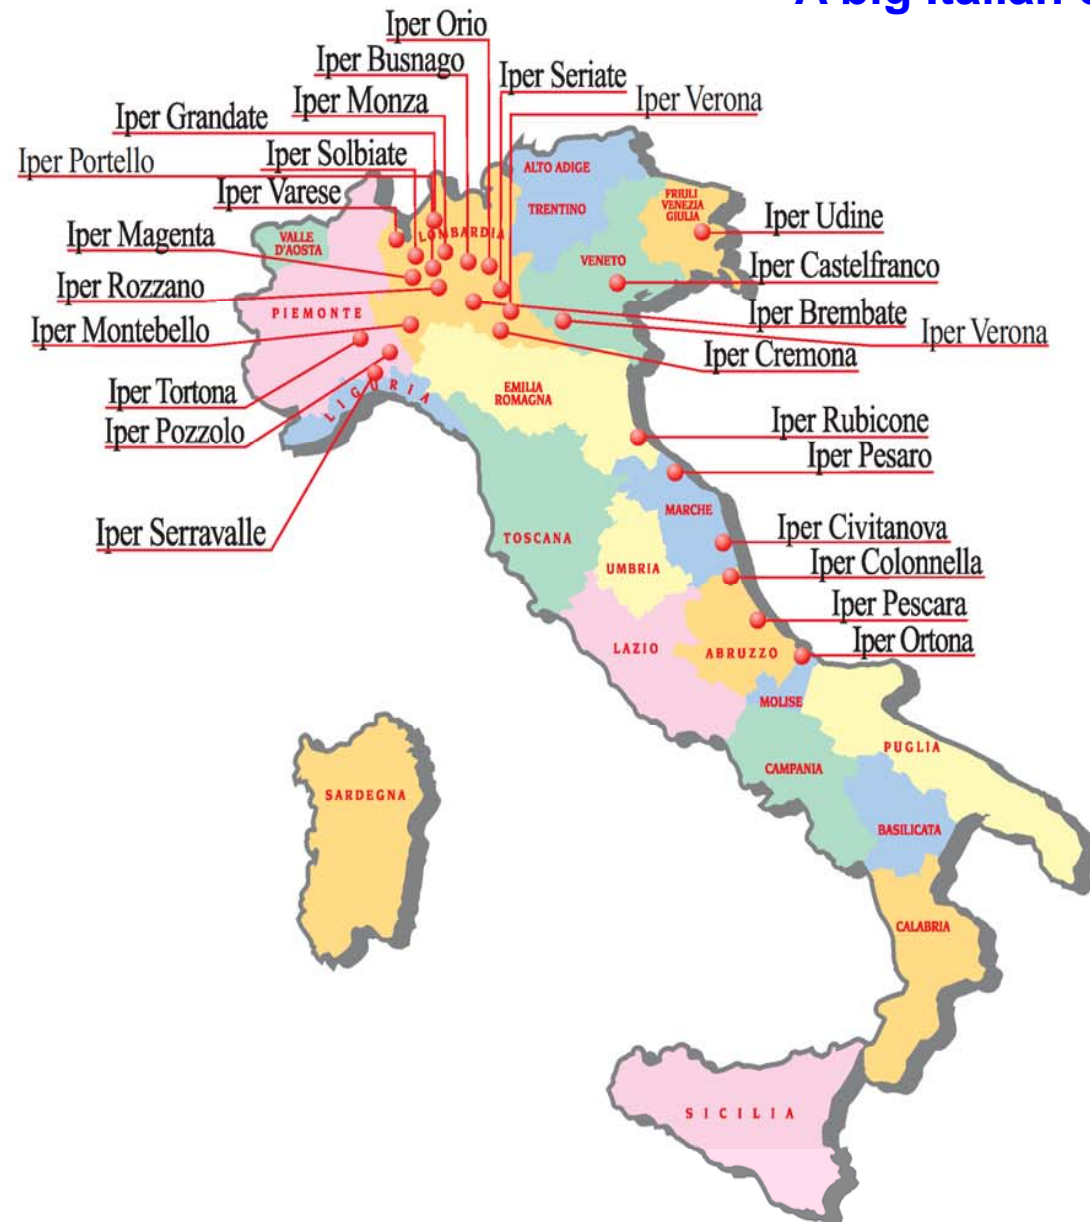 A big Italian
Iper Orio
Iper Busnago
Iper Seriate
Iper Monza
Iper Verona
Iper Grandate
Iper Portello
Iper Solbiate
Iper Varese
ALTO ADIGE
TRENTINO
FRIULI
VENEZIA
GIULIA
Iper Udine
Iper Magenta
VALLE
D'AOSTA
LOMBARDIA
VENETO
Iper Castelfranco
Iper Rozzano
PIEMONTE
Iper Brembate
Iper Montebello
Iper Verona
Iper Cremona
Iper Tortona
LIGURIA
EMILIA
ROMAGNA
Iper Pozzolo
Iper Rubicone
Iper Pesaro
Iper Serravalle
TOSCANA
MARCHE
Iper Civitanova
UMBRIA
Iper Colonnella
Iper Pescara
LAZIO
ABRUZZO
Iper Ortona
MOLISE
PUGLIA
CAMPANIA
SARDEGNA
BASILICATA
CALABRIA
SICILIA